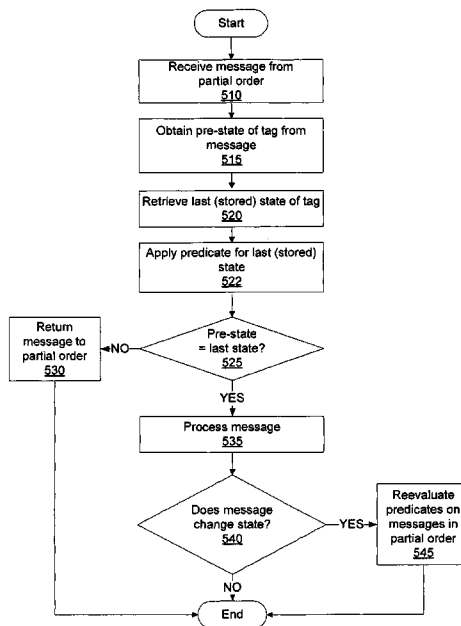 Start
Receive message from
partial order
510
Obtain pre-state of tag from
message
515
Retrieve last (stored) state of tag
520
Apply predicate for last (stored)
state
522
Pre-state
= last state?
525
NO
Return
message to
partial order
530
YES
Process message
535
Does message
change state?
540
YES
Reevaluate
predicates on
messages in
partial order
545
NO
End